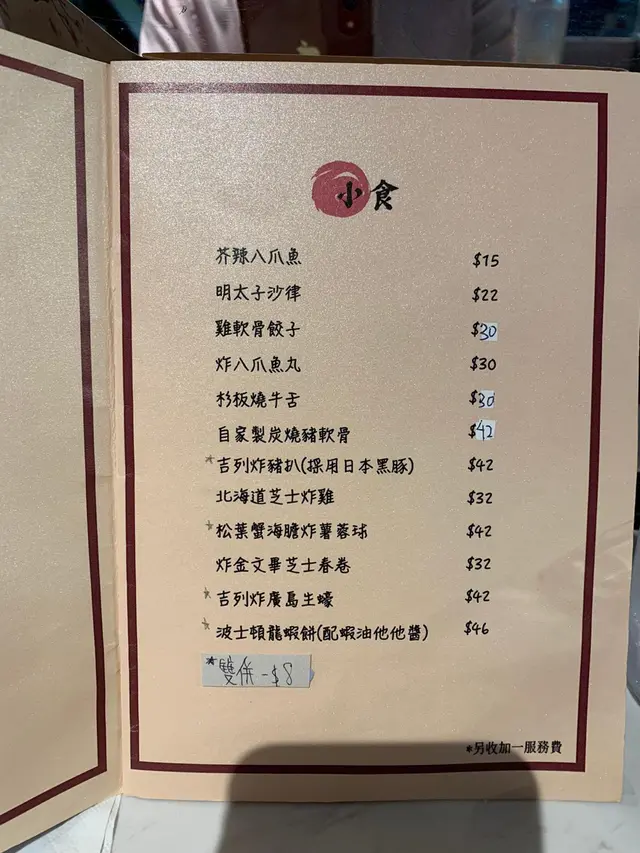 小食
芥辣八爪魚 $15
明太子沙律 $22
雞軟骨餃子 $30
炸八爪魚丸 $30
杉板燒牛舌 $30
自家製炭燒豬軟骨 $42
*吉列炸豬扒(採用日本黑豚) $42
北海道芝士炸雞 $32
*松葉蟹海膽炸薯蓉球 $42
炸金文畢芝士春卷 $32
*吉列炸廣島生蠔 $42
*波士頓龍蝦餅(配蝦油他他醬) $46
*雙併 -$8
*另收加一服務費